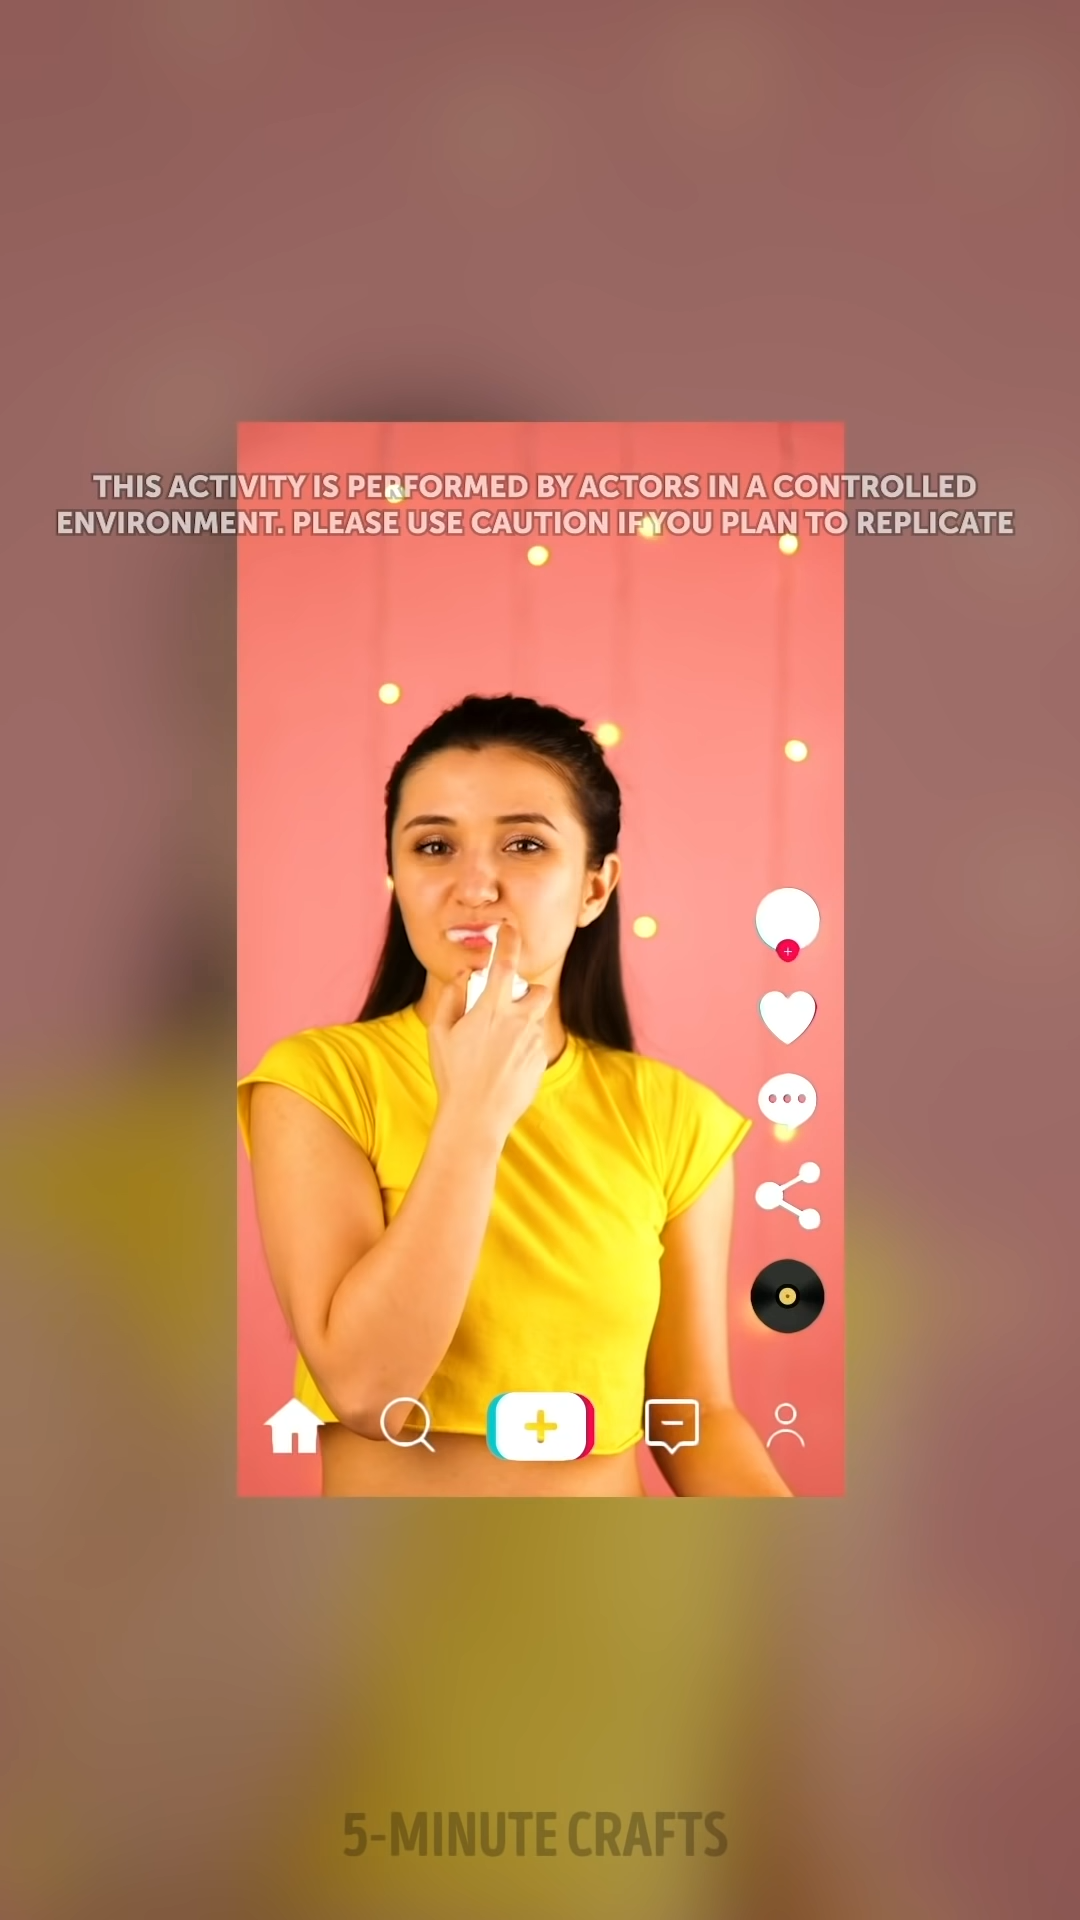 THIS ACTIVITY IS PERFORMED BY ACTORS IN A CONTROLLED
ENVIRONMENT. PLEASE USE CAUTION IF YOU PLAN TO REPLICATE
5-MINUTE CRAFTS